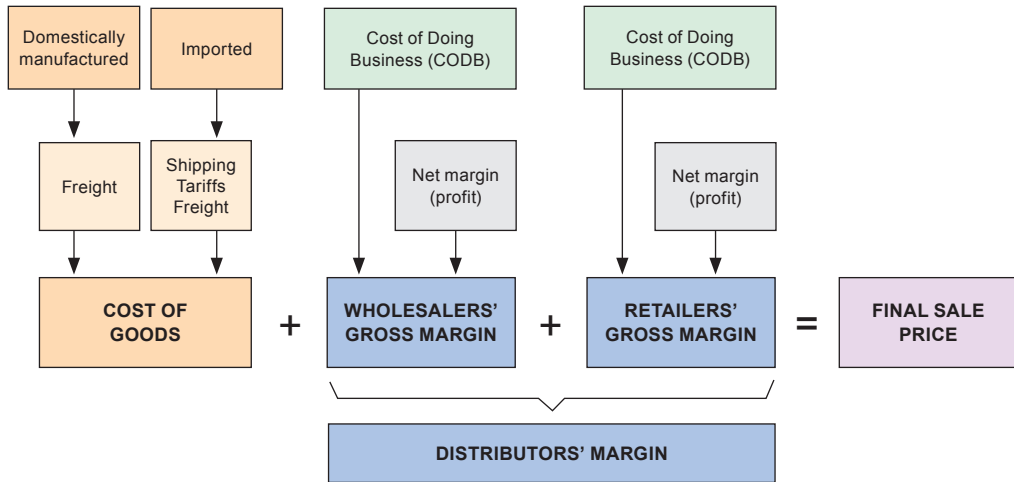 Domestically
manufactured
Imported
Cost of Doing
Business (CODB)
Cost of Doing
Business (CODB)
Freight
Shipping
Tariffs
Freight
Net margin
(profit)
Net margin
(profit)
COST OF
GOODS
+
WHOLESALERS’
GROSS MARGIN
+
RETAILERS’
GROSS MARGIN
=
FINAL SALE
PRICE
DISTRIBUTORS’ MARGIN